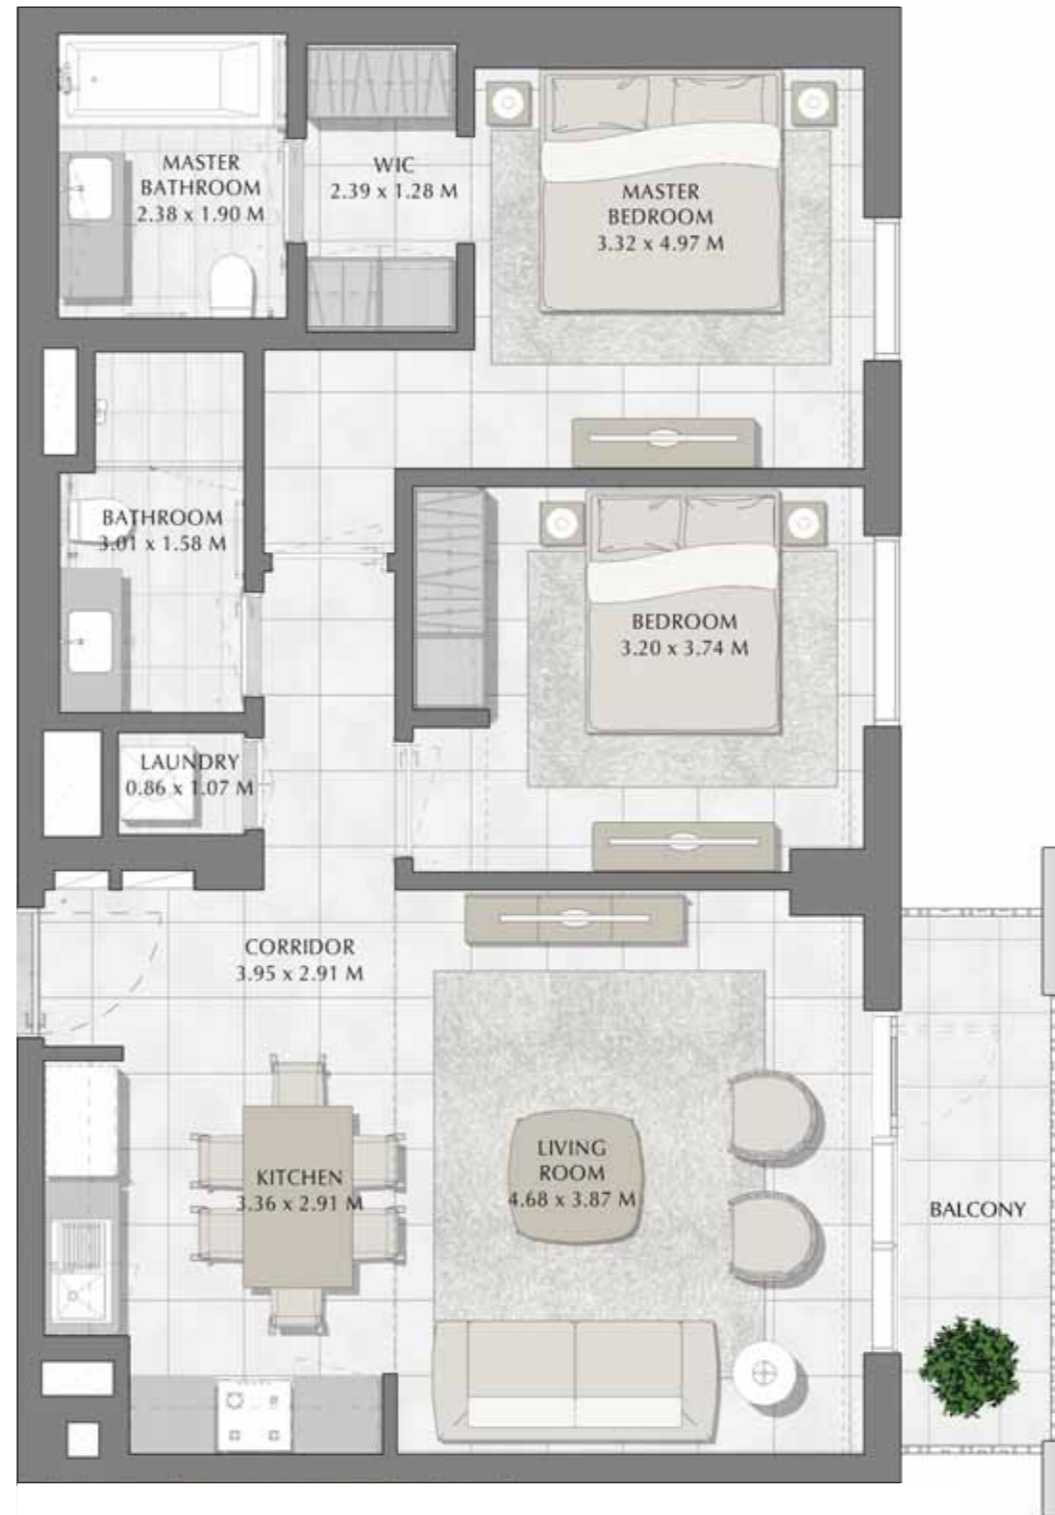 MASTER
BATHROOM
2.38 x 1.90 M
WIC
2.39 x 1.28 M
MASTER
BEDROOM
3.32 x 4.97 M
BATHROOM
3.01 x 1.58 M
BEDROOM
3.20 x 3.74 M
LAUNDRY
0.86 x 1.07 M
CORRIDOR
3.95 x 2.91 M
KITCHEN
3.36 x 2.91 M
LIVING
ROOM
4.68 x 3.87 M
BALCONY